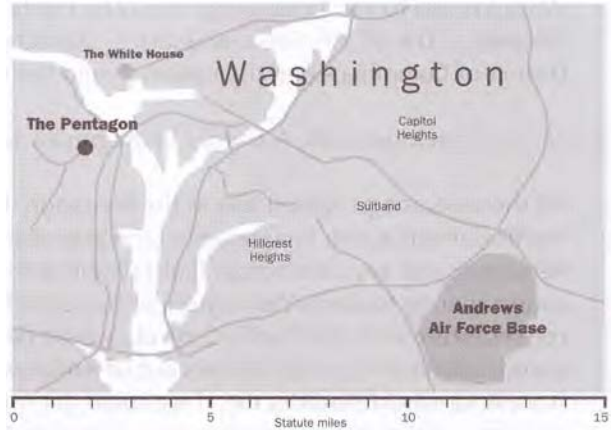 The White House
Washington
The Pentagon
Capitol
Heights
Suitland
Hillcrest
Heights
Andrews
Air Force Base
0 5 10 15
Statute miles